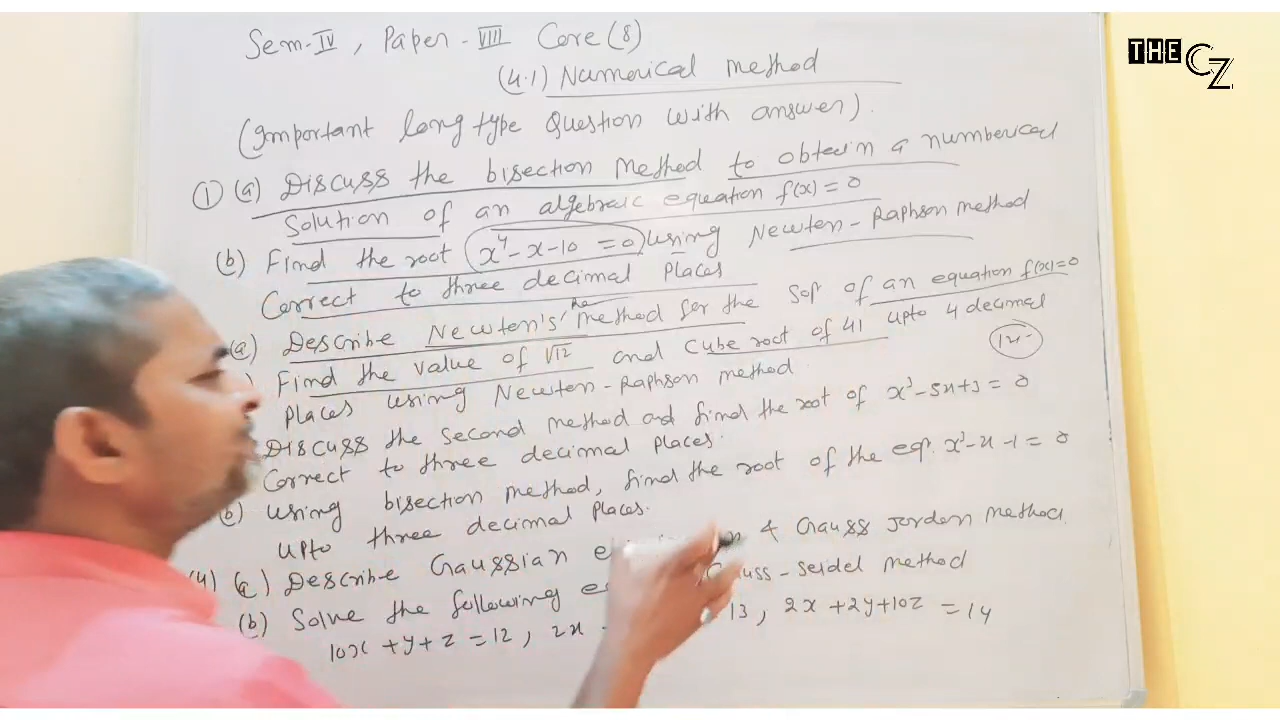 Sem-IV, Paper-VIII Core(8)
THE CZ
(4.1) Numerical method
(Important long type Question with answer).
① (a) Discuss the bisection Method to obtain a numberical
Solution of an algebraic equation f(x) = 0
(b) Find the root x⁴-x-10 = 0 using Newton-Raphson method
Correct to three decimal Places
(a) Describe Newton's method for the Solⁿ of an equation f(x)=0
Find the value of √12 and Cube root of 41 upto 4 decimal
Places using Newton-Raphson method
Discuss the second method and find the root of x³-5x+3 = 0
Correct to three decimal places.
(b) Using bisection method, find the root of the eqⁿ. x³-x-1 = 0
upto three decimal places.
(4) (a) Describe Gaussian & Gauss Jorden Method.
(b) Solve the following Gauss-Seidel method
10x + y + z = 12, 2x 13, 2x + 2y + 10z = 14